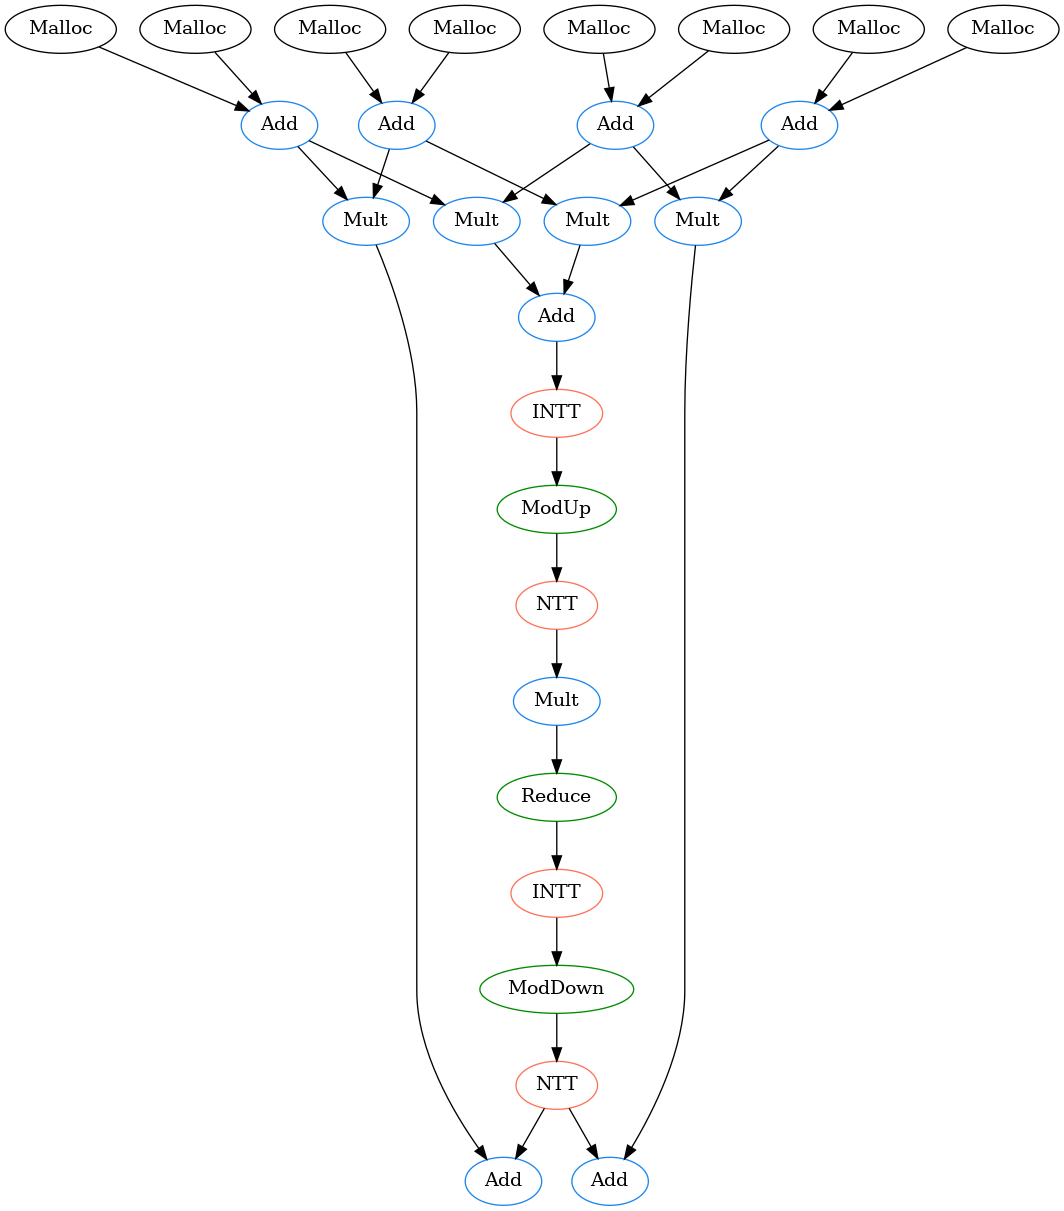 Malloc Malloc Malloc Malloc Malloc Malloc Malloc Malloc
Add Add Add Add
Mult Mult Mult Mult
Add
INTT
ModUp
NTT
Mult
Reduce
INTT
ModDown
NTT
Add Add